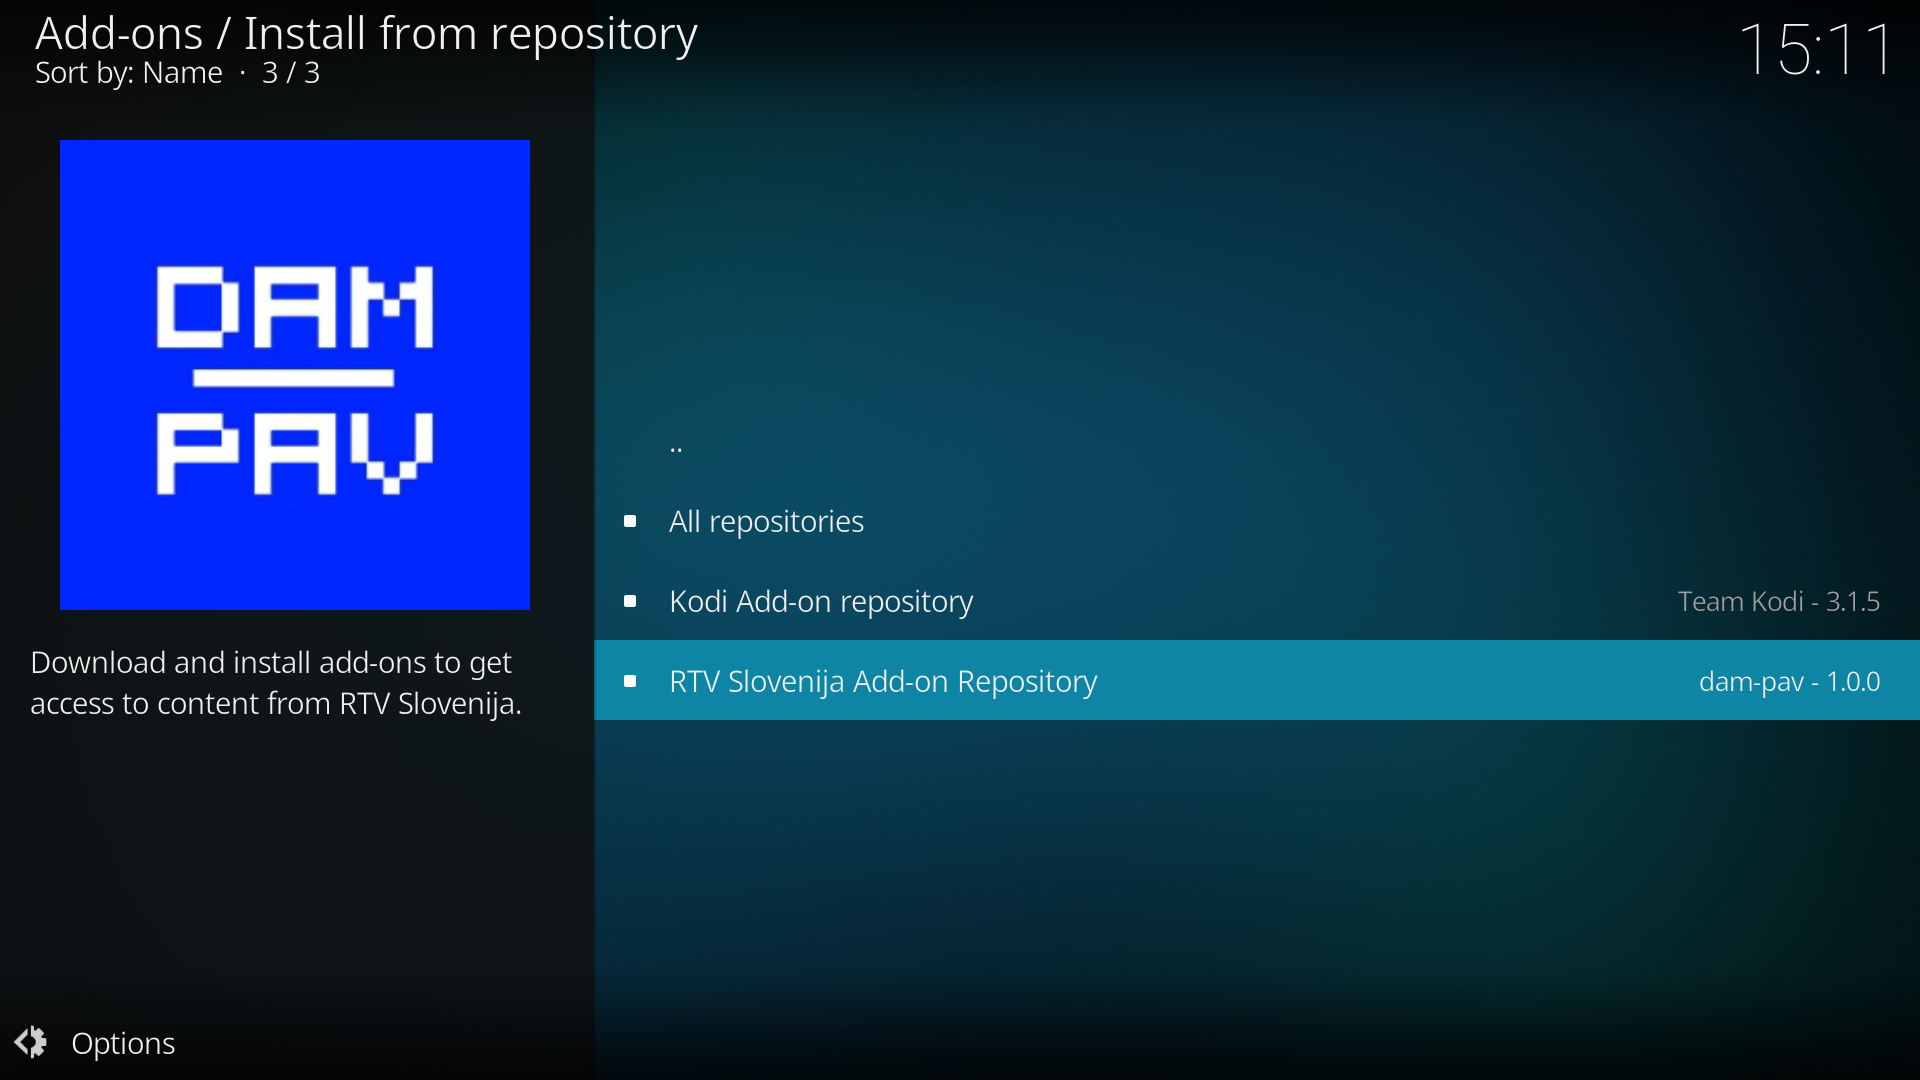 Add-ons / Install from repository
Sort by: Name · 3 / 3
15:11
DAM
PAV
Download and install add-ons to get
access to content from RTV Slovenija.
..
All repositories
Kodi Add-on repository
Team Kodi - 3.1.5
RTV Slovenija Add-on Repository
dam-pav - 1.0.0
Options